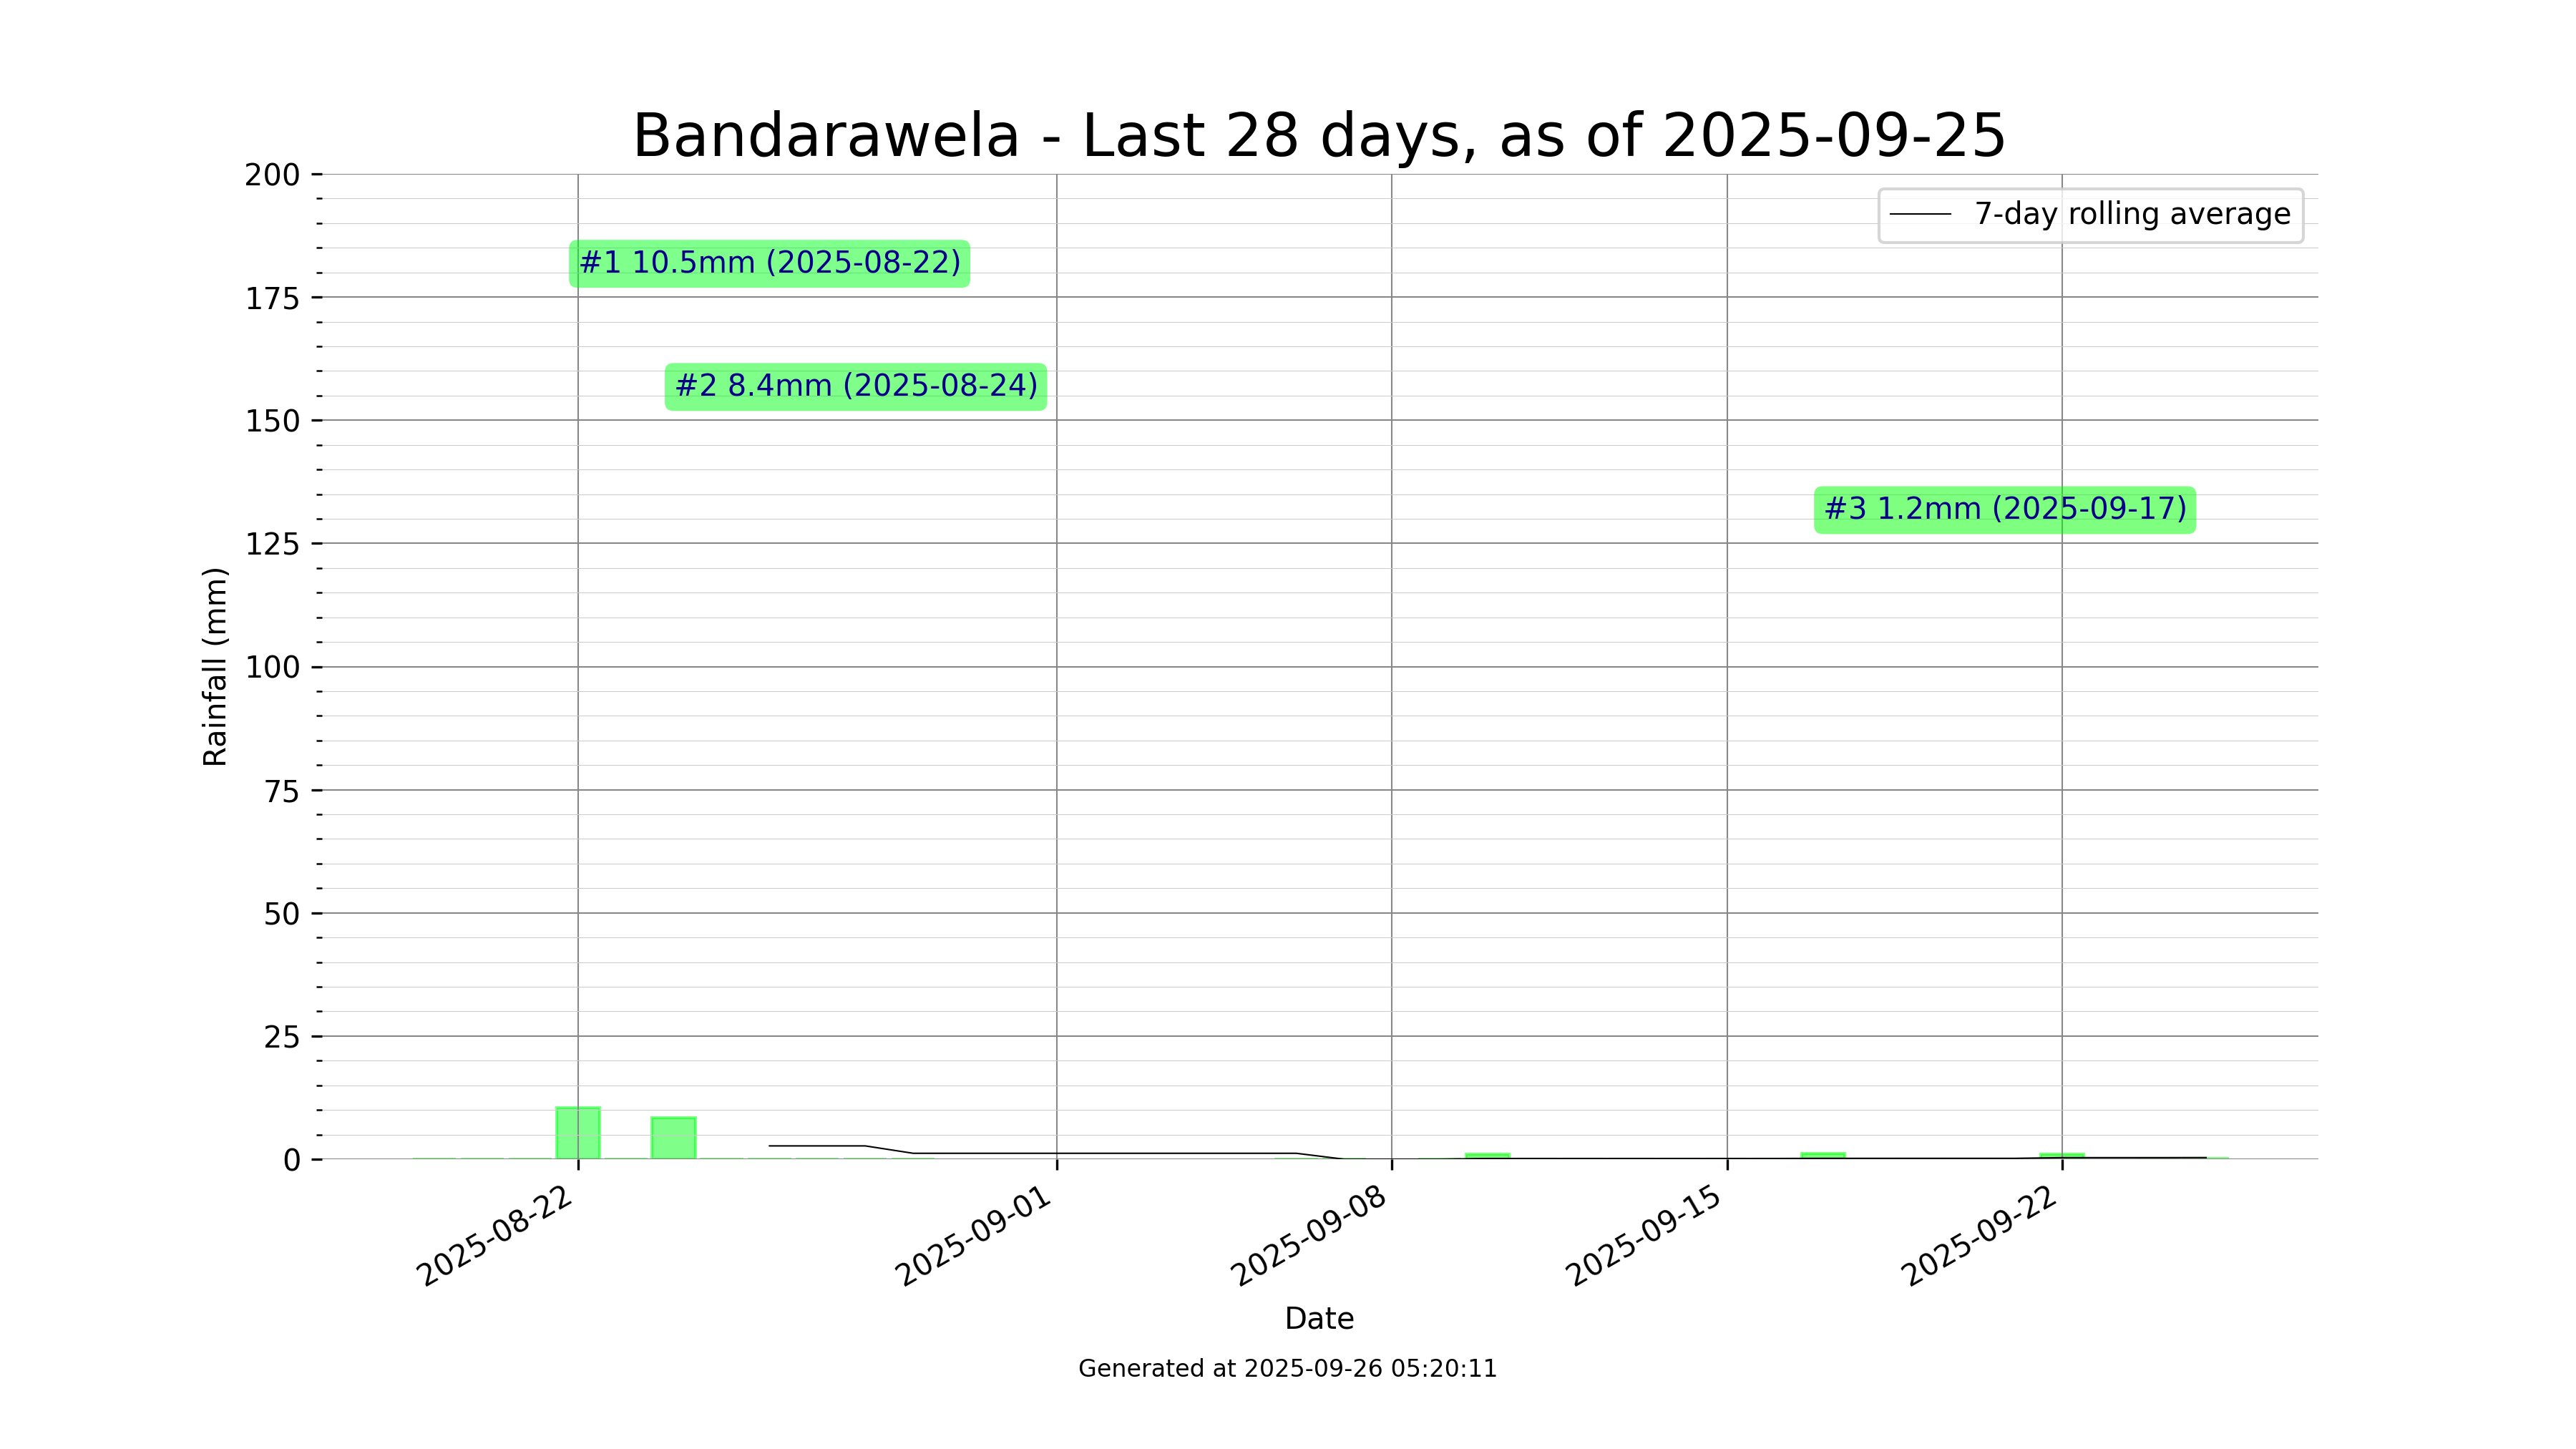 Bandarawela - Last 28 days, as of 2025-09-25
7-day rolling average
#1 10.5mm (2025-08-22)
#2 8.4mm (2025-08-24)
#3 1.2mm (2025-09-17)
Rainfall (mm)
200
175
150
125
100
75
50
25
0
2025-08-22
2025-09-01
2025-09-08
2025-09-15
2025-09-22
Date
Generated at 2025-09-26 05:20:11